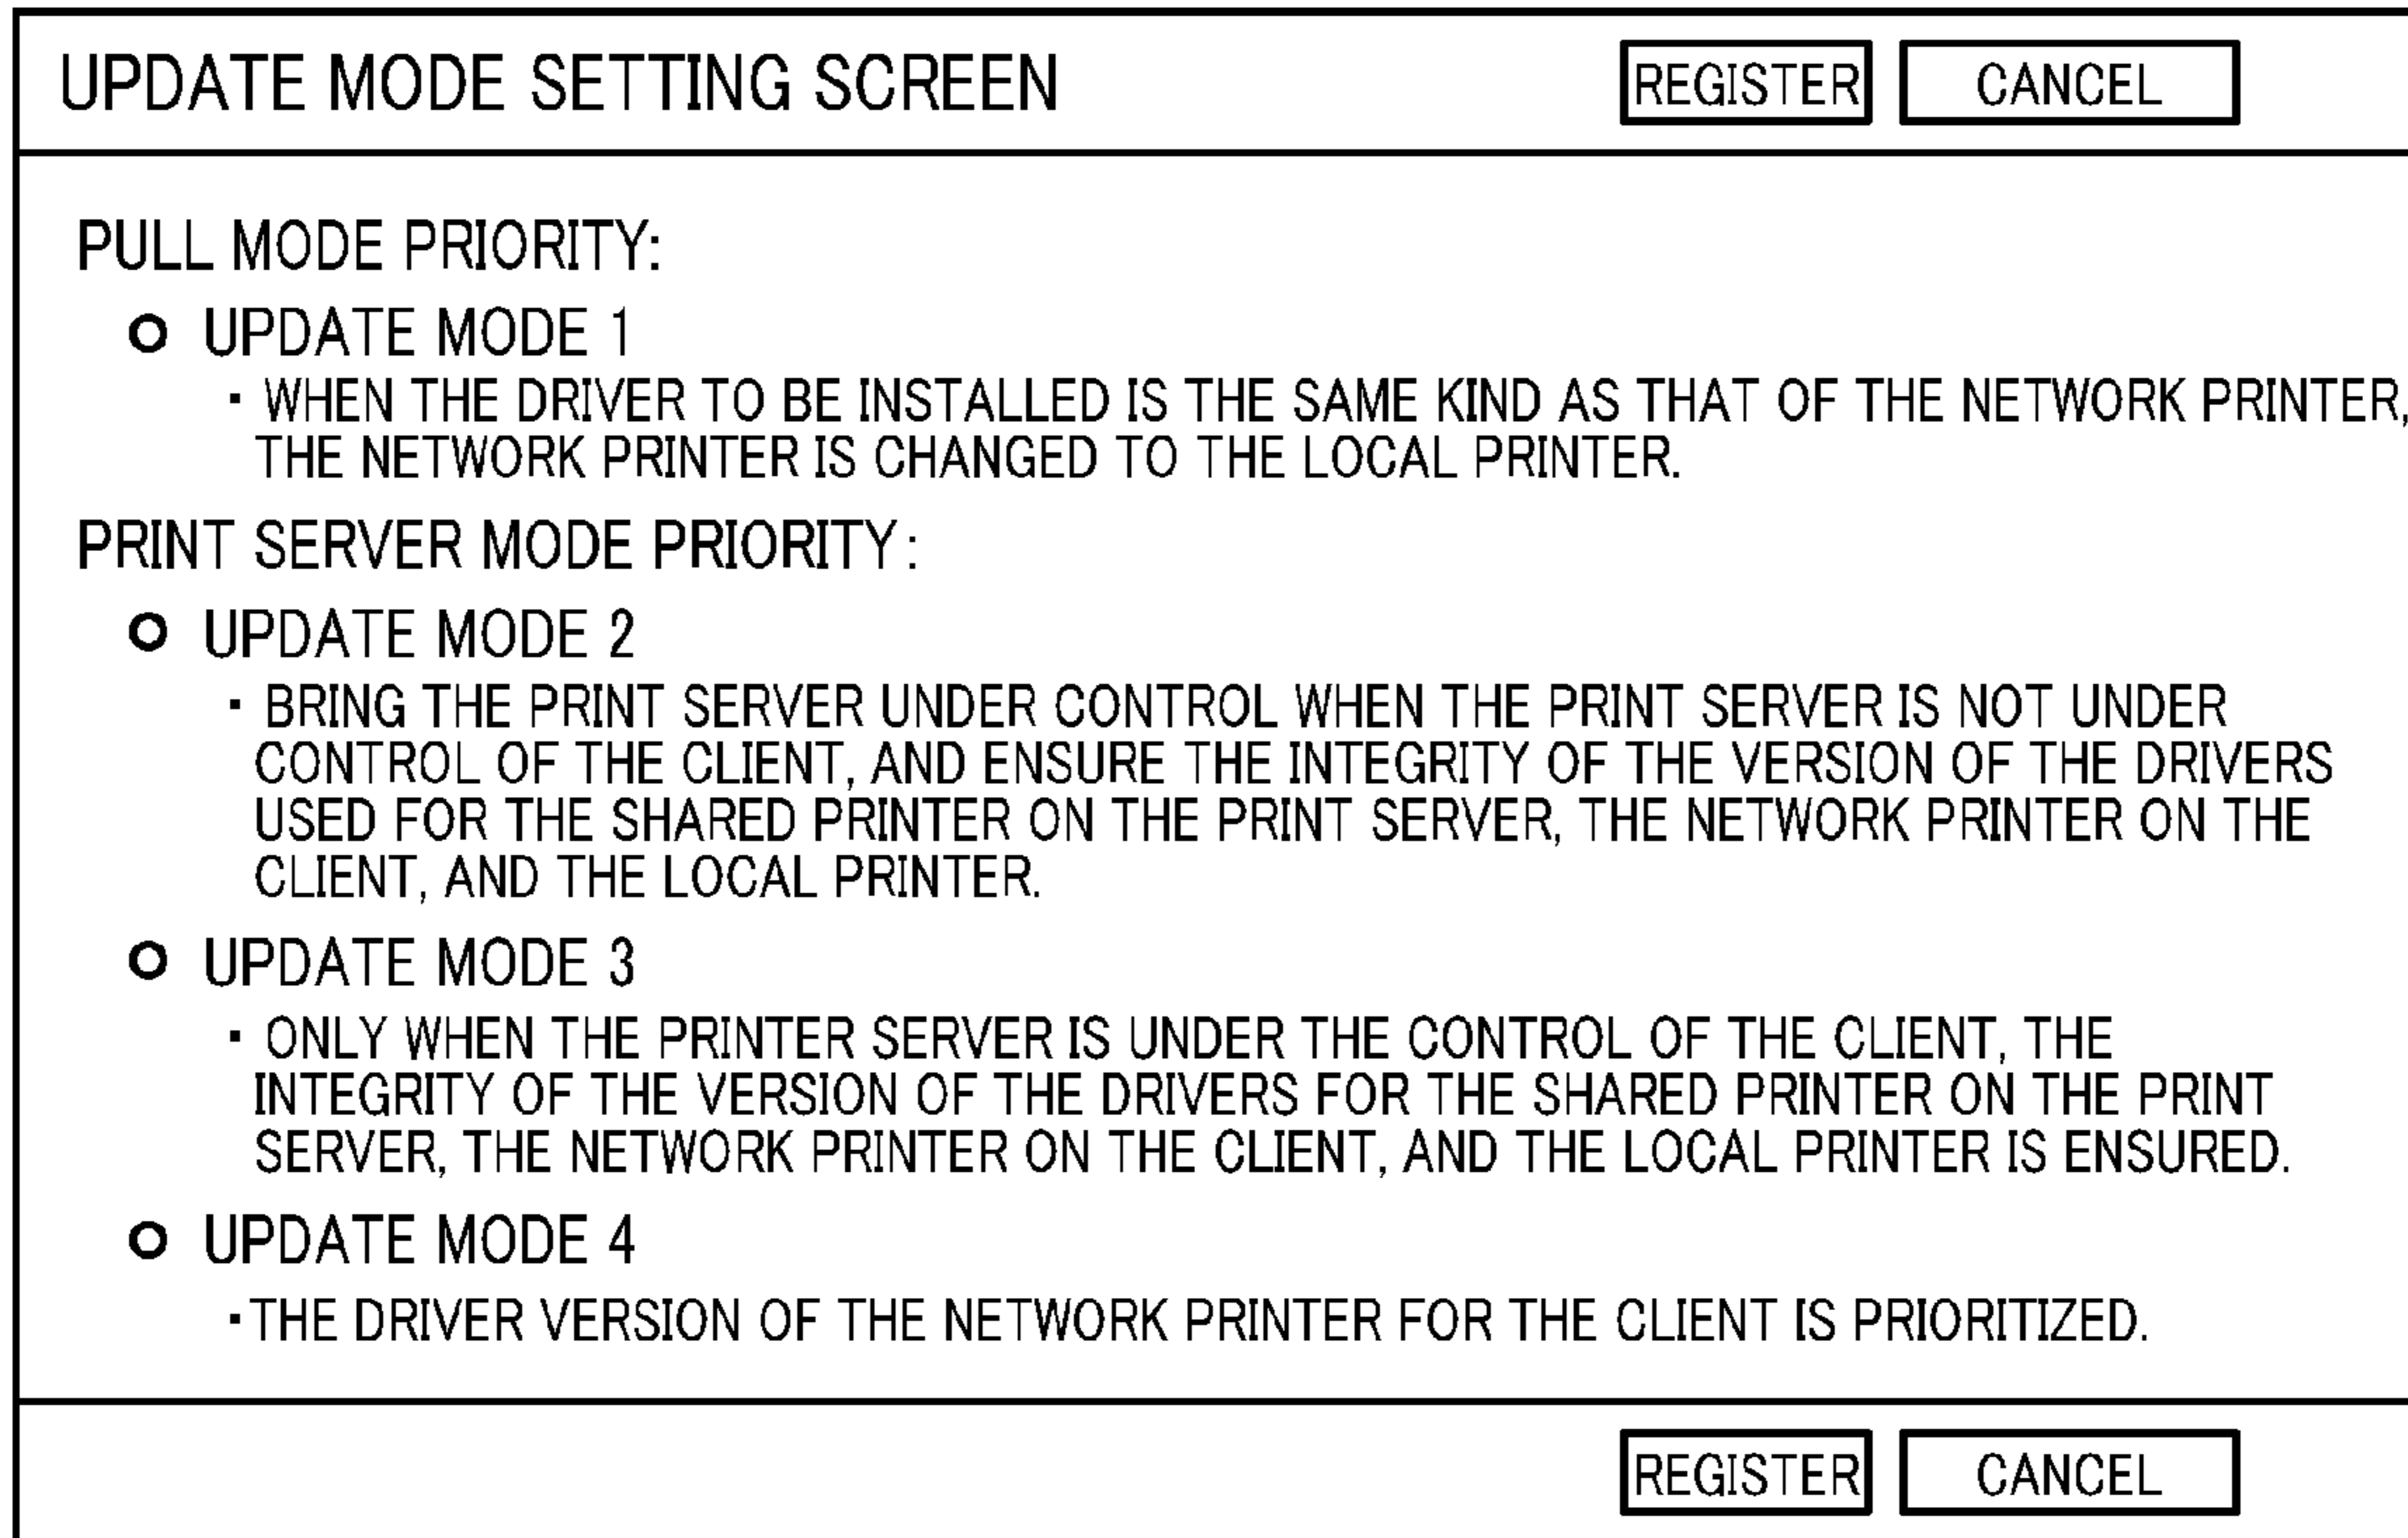 UPDATE MODE SETTING SCREEN REGISTER CANCEL
PULL MODE PRIORITY:
UPDATE MODE 1
・WHEN THE DRIVER TO BE INSTALLED IS THE SAME KIND AS THAT OF THE NETWORK PRINTER,
THE NETWORK PRINTER IS CHANGED TO THE LOCAL PRINTER.
PRINT SERVER MODE PRIORITY:
UPDATE MODE 2
・BRING THE PRINT SERVER UNDER CONTROL WHEN THE PRINT SERVER IS NOT UNDER
CONTROL OF THE CLIENT, AND ENSURE THE INTEGRITY OF THE VERSION OF THE DRIVERS
USED FOR THE SHARED PRINTER ON THE PRINT SERVER, THE NETWORK PRINTER ON THE
CLIENT, AND THE LOCAL PRINTER.
UPDATE MODE 3
・ONLY WHEN THE PRINTER SERVER IS UNDER THE CONTROL OF THE CLIENT, THE
INTEGRITY OF THE VERSION OF THE DRIVERS FOR THE SHARED PRINTER ON THE PRINT
SERVER, THE NETWORK PRINTER ON THE CLIENT, AND THE LOCAL PRINTER IS ENSURED.
UPDATE MODE 4
・THE DRIVER VERSION OF THE NETWORK PRINTER FOR THE CLIENT IS PRIORITIZED.
REGISTER CANCEL